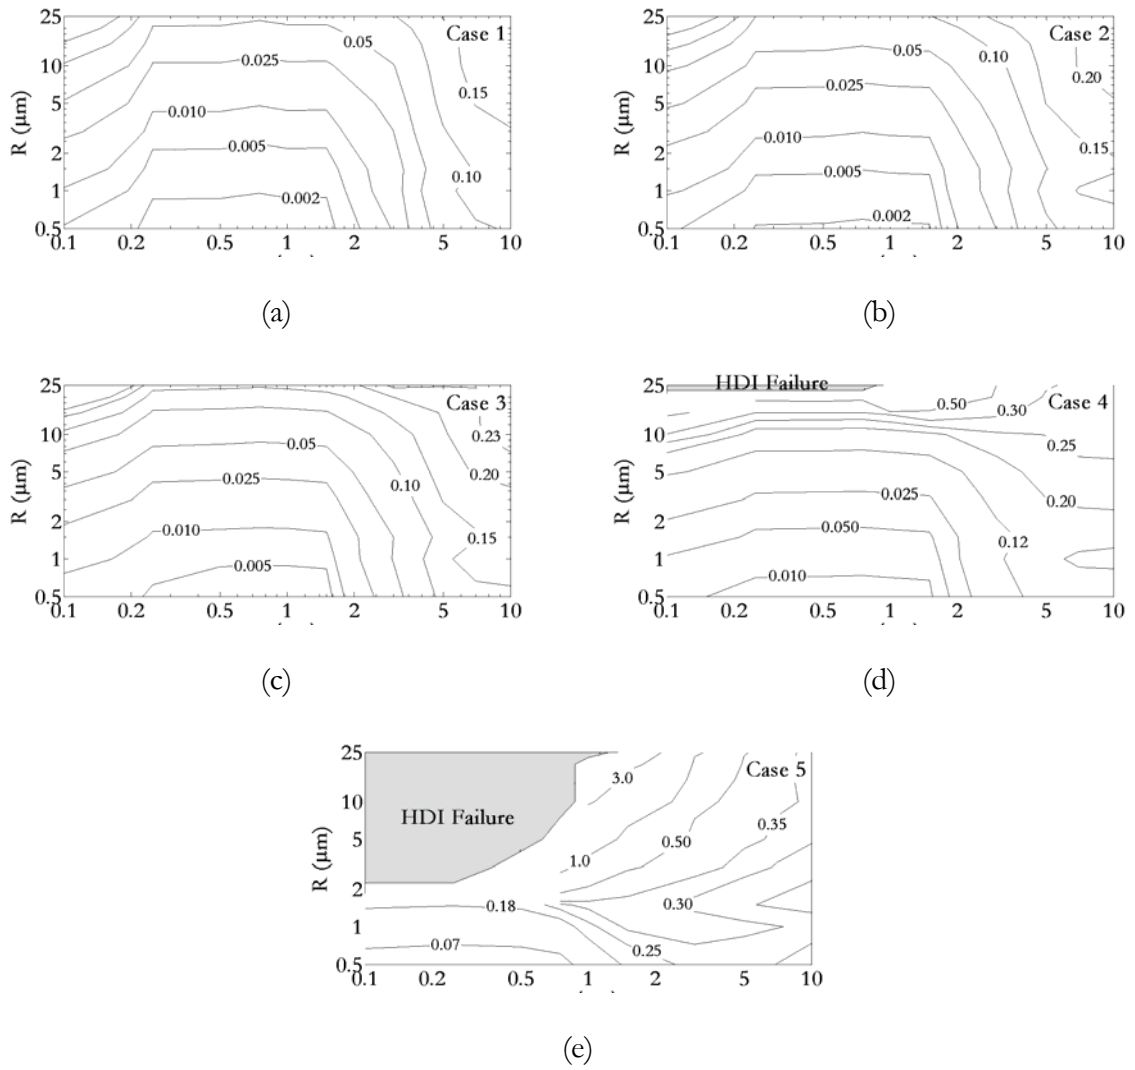 25 10 5 2 1 0.5
R (μm)
Case 1
0.05
0.025
0.15
0.010
0.005
0.10
0.002
0.1 0.2 0.5 1 2 5 10
(a)
25 10 5 2 1 0.5
R (μm)
Case 2
0.05
0.10
0.20
0.025
0.010
0.15
0.005
0.002
0.1 0.2 0.5 1 2 5 10
(b)
25 10 5 2 1 0.5
R (μm)
Case 3
0.23
0.05
0.20
0.025
0.10
0.010
0.15
0.005
0.1 0.2 0.5 1 2 5 10
(c)
25 10 5 2 1 0.5
R (μm)
HDI Failure
Case 4
0.50
0.30
0.25
0.025
0.20
0.050
0.12
0.010
0.1 0.2 0.5 1 2 5 10
(d)
25 10 5 2 1 0.5
R (μm)
Case 5
3.0
HDI Failure
0.35
0.50
1.0
0.18
0.30
0.07
0.25
0.1 0.2 0.5 1 2 5 10
(e)